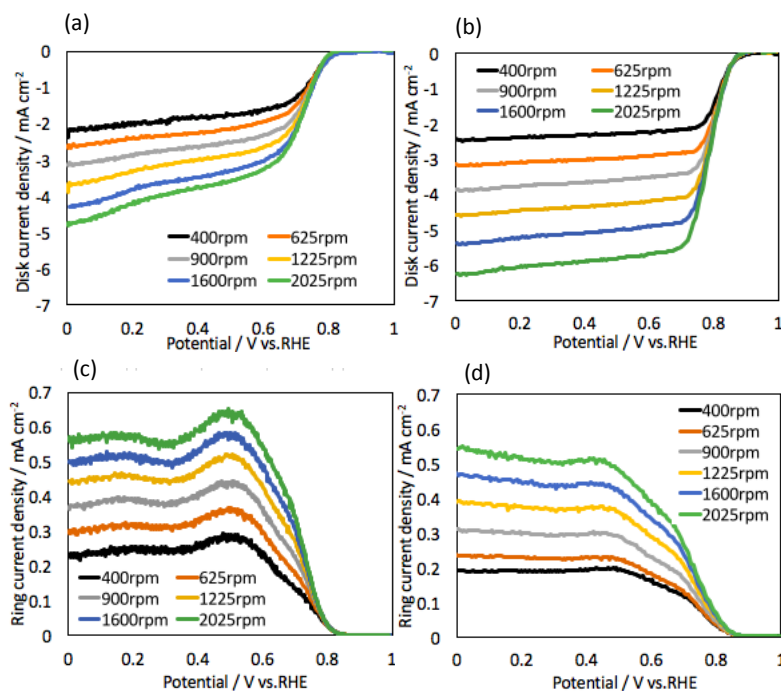 (a)
0
-1
-2
-3
-4
-5
-6
-7
Disk current density / mA cm-2
400rpm 625rpm
900rpm 1225rpm
1600rpm 2025rpm
0 0.2 0.4 0.6 0.8 1
Potential / V vs.RHE
(b)
0
-1
-2
-3
-4
-5
-6
-7
Disk current density / mA cm-2
400rpm 625rpm
900rpm 1225rpm
1600rpm 2025rpm
0 0.2 0.4 0.6 0.8 1
Potential / V vs.RHE
(c)
0.7
0.6
0.5
0.4
0.3
0.2
0.1
0
Ring current density / mA cm-2
400rpm 625rpm
900rpm 1225rpm
1600rpm 2025rpm
0 0.2 0.4 0.6 0.8 1
Potential / V vs.RHE
(d)
0.7
0.6
0.5
0.4
0.3
0.2
0.1
0
Ring current density / mA cm-2
400rpm
625rpm
900rpm
1225rpm
1600rpm
2025rpm
0 0.2 0.4 0.6 0.8 1
Potential / V vs.RHE